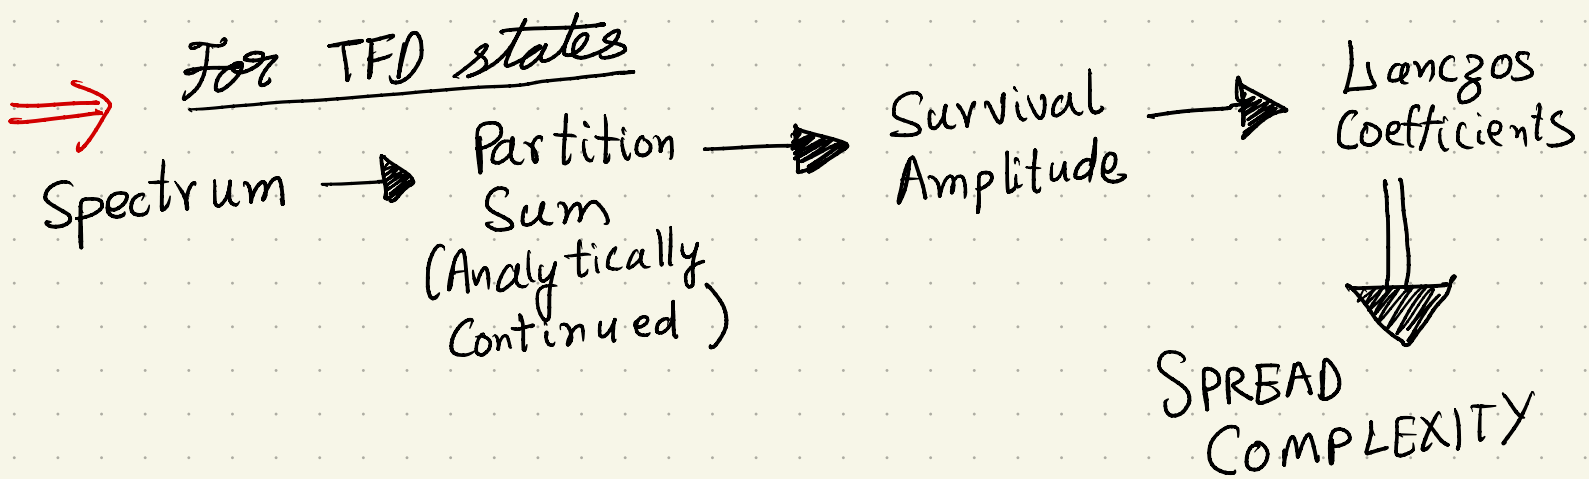 For TFD states
Spectrum
Partition
Sum
(Analytically
Continued)
Survival
Amplitude
Lanczos
Coefficients
SPREAD
COMPLEXITY